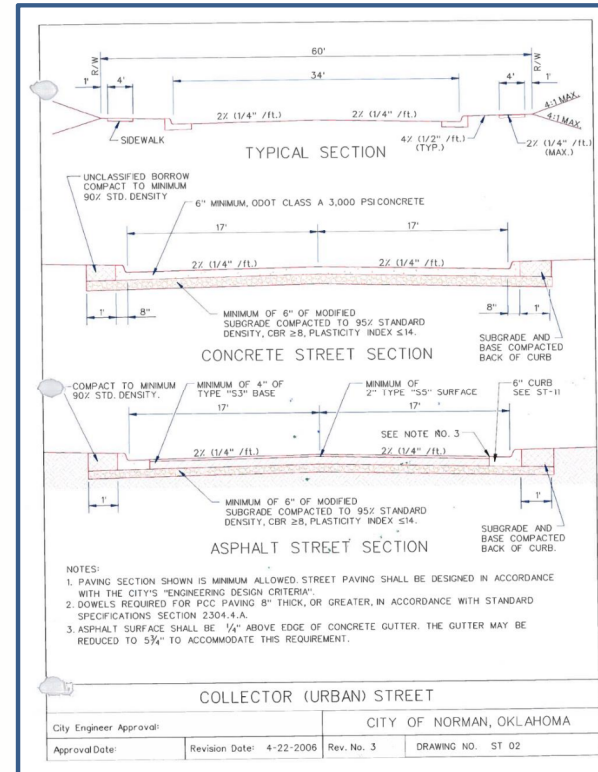 60'
R/W
R/W
34'
1'
4'
4'
1'
2% (1/4" /ft.)
2% (1/4" /ft.)
4:1 MAX.
4:1 MAX.
SIDEWALK
4% (1/2" /ft.)
(TYP.)
2% (1/4" /ft.)
(MAX.)
TYPICAL SECTION
UNCLASSIFIED BORROW
COMPACT TO MINIMUM
90% STD. DENSITY
6" MINIMUM, ODOT CLASS A 3,000 PSI CONCRETE
17'
17'
2% (1/4" /ft.)
2% (1/4" /ft.)
1'
8"
8"
1'
MINIMUM OF 6" OF MODIFIED
SUBGRADE COMPACTED TO 95% STANDARD
DENSITY, CBR ≥8, PLASTICITY INDEX ≤14.
SUBGRADE AND
BASE COMPACTED
BACK OF CURB
CONCRETE STREET SECTION
COMPACT TO MINIMUM
90% STD. DENSITY.
MINIMUM OF 4" OF
TYPE "S3" BASE
MINIMUM OF
2" TYPE "S5" SURFACE
6" CURB
SEE ST-11
17'
17'
SEE NOTE NO. 3
2% (1/4" /ft.)
2% (1/4" /ft.)
1'
1'
MINIMUM OF 6" OF MODIFIED
SUBGRADE COMPACTED TO 95% STANDARD
DENSITY, CBR ≥8, PLASTICITY INDEX ≤14.
SUBGRADE AND
BASE COMPACTED
BACK OF CURB.
ASPHALT STREET SECTION
NOTES:
1. PAVING SECTION SHOWN IS MINIMUM ALLOWED. STREET PAVING SHALL BE DESIGNED IN ACCORDANCE
WITH THE CITY'S "ENGINEERING DESIGN CRITERIA".
2. DOWELS REQUIRED FOR PCC PAVING 8" THICK, OR GREATER, IN ACCORDANCE WITH STANDARD
SPECIFICATIONS SECTION 2304.4.A.
3. ASPHALT SURFACE SHALL BE 1/4" ABOVE EDGE OF CONCRETE GUTTER. THE GUTTER MAY BE
REDUCED TO 5 3/4" TO ACCOMMODATE THIS REQUIREMENT.
COLLECTOR (URBAN) STREET
City Engineer Approval:
CITY OF NORMAN, OKLAHOMA
Approval Date:
Revision Date: 4-22-2006
Rev. No. 3
DRAWING NO. ST 02